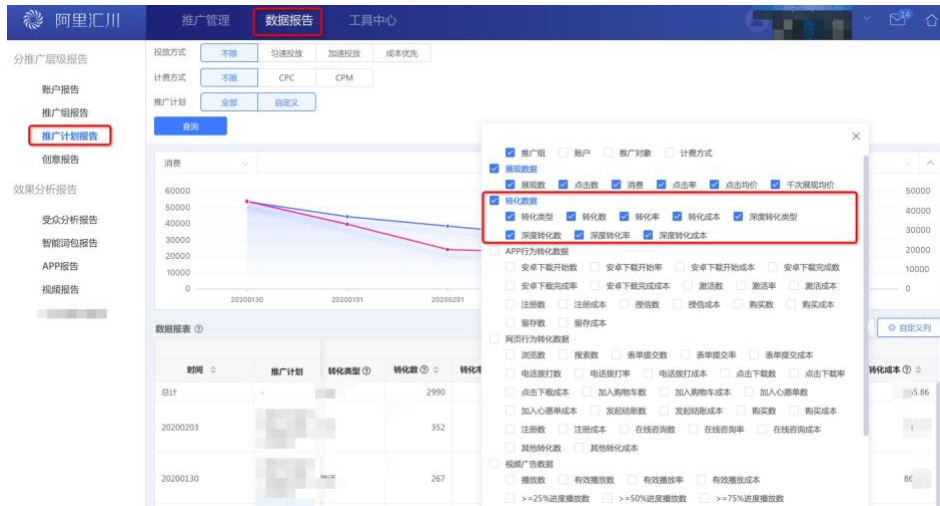 阿里汇川 推广管理 数据报告 工具中心 14
分推广层级报告
账户报告
推广组报告
推广计划报告
创意报告
效果分析报告
受众分析报告
智能词包报告
APP报告
视频报告
投放方式 不限 匀速投放 加速投放 成本优先
计费方式 不限 CPC CPM
推广计划 全部 自定义
查询
消费
60000
50000
40000
30000
20000
10000
0
20200130 20200131 20200201
50000
40000
30000
20000
10000
0
推广组 账户 推广对象 计费方式
展现数据
展现数 点击数 消费 点击率 点击均价 千次展现均价
转化数据
转化类型 转化数 转化率 转化成本 深度转化类型
深度转化数 深度转化率 深度转化成本
APP行为转化数据
安卓下载开始数 安卓下载开始率 安卓下载开始成本 安卓下载完成数
安卓下载完成率 安卓下载完成成本 激活数 激活率 激活成本
注册数 注册成本 授信数 授信成本 购买数 购买成本
留存数 留存成本
网页行为转化数据
浏览数 搜索数 表单提交数 表单提交率 表单提交成本
电话拨打数 电话拨打率 电话拨打成本 点击下载数 点击下载率
点击下载成本 加入购物车数 加入购物车成本 加入心愿单数
加入心愿单成本 发起结账数 发起结账成本 购买数 购买成本
注册数 注册成本 在线咨询数 在线咨询率 在线咨询成本
其他转化数 其他转化成本
视频广告数据
播放数 有效播放数 有效播放率 有效播放成本
>=25%进度播放数 >=50%进度播放数 >=75%进度播放数
数据报表 自定义列
时间 推广计划 转化类型 转化数 转化成本
总计 - 2990 5.86
20200203 352
20200130 267 86